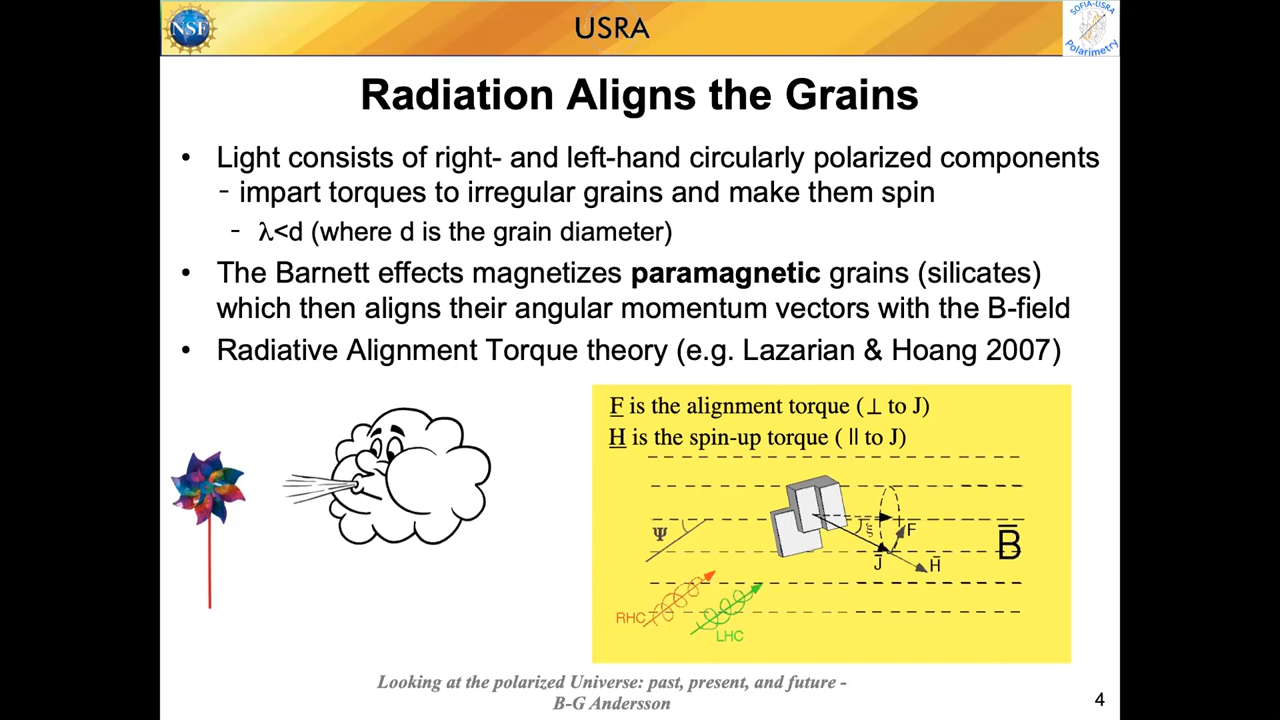 NSF
USRA
SOFIA-USRA
Polarimetry
Radiation Aligns the Grains
• Light consists of right- and left-hand circularly polarized components
- impart torques to irregular grains and make them spin
- λ<d (where d is the grain diameter)
• The Barnett effects magnetizes paramagnetic grains (silicates)
which then aligns their angular momentum vectors with the B-field
• Radiative Alignment Torque theory (e.g. Lazarian & Hoang 2007)
F is the alignment torque (⊥ to J)
H is the spin-up torque ( || to J)
Ψ
ξ
F
B̅
J̅
H̅
RHC
LHC
Looking at the polarized Universe: past, present, and future -
B-G Andersson
4